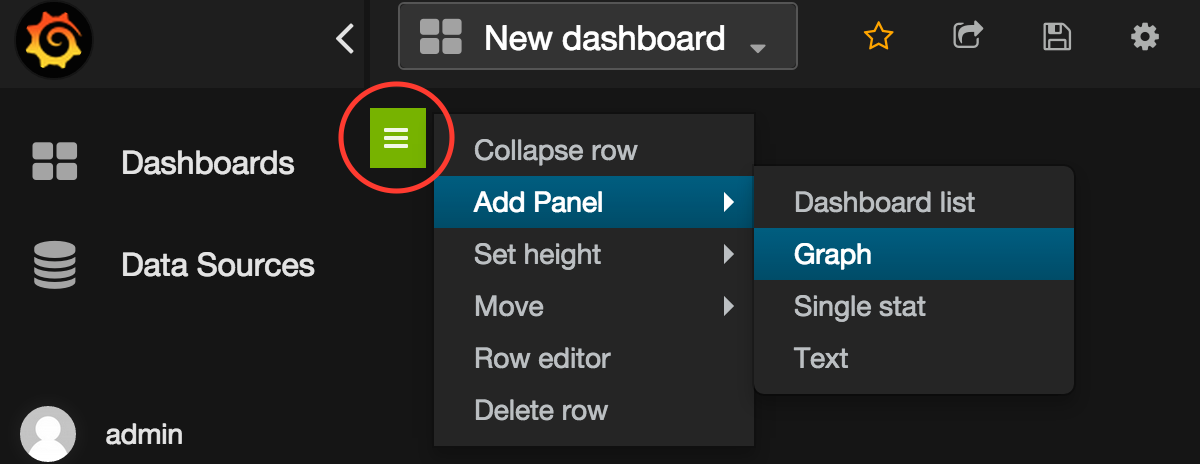 New dashboard
Dashboards
Data Sources
admin
Collapse row
Add Panel
Set height
Move
Row editor
Delete row
Dashboard list
Graph
Single stat
Text